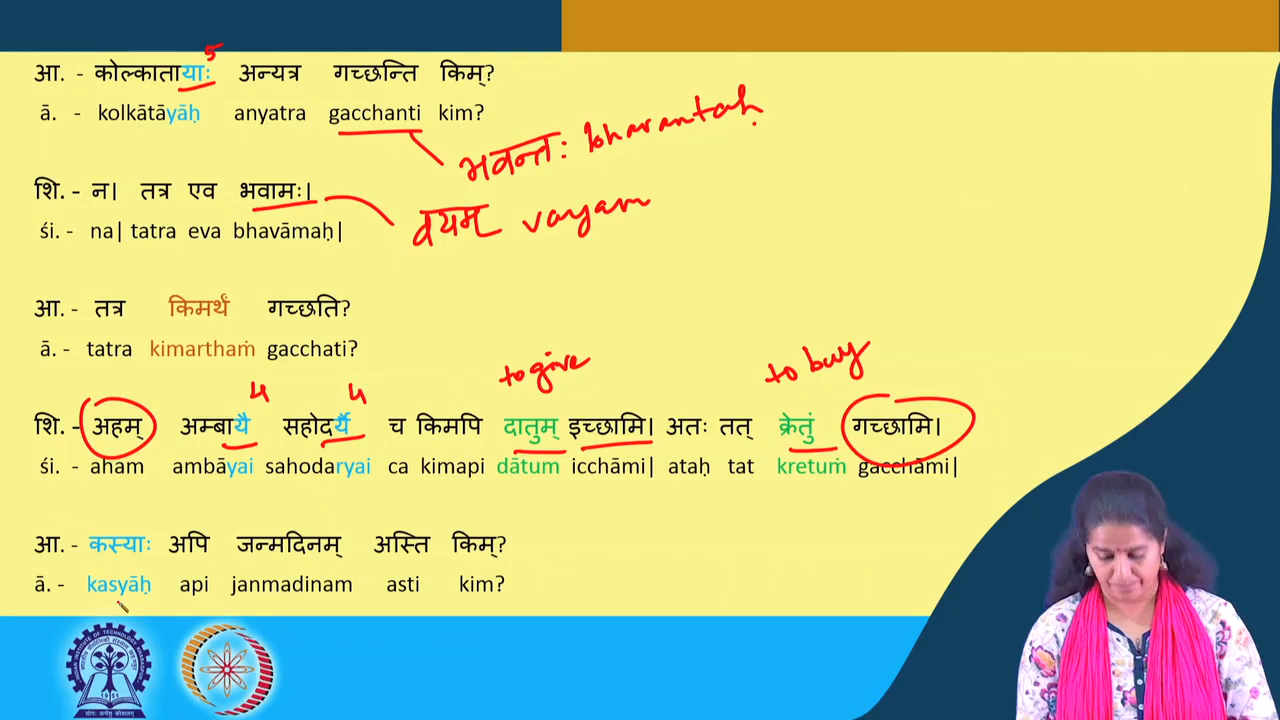 आ. - कोल्कातायाः 5 अन्यत्र गच्छन्ति किम्?
ā. - kolkātāyāḥ anyatra gacchanti kim?
भवन्तः bhavantaḥ
शि. - न। तत्र एव भवामः।
वयम् vayam
śi. - na| tatra eva bhavāmaḥ|
आ. - तत्र किमर्थं गच्छति?
ā. - tatra kimarthaṁ gacchati?
4 4 to give to buy
शि. - अहम् अम्बायै सहोदर्यै च किमपि दातुम् इच्छामि। अतः तत् क्रेतुं गच्छामि।
śi. - aham ambāyai sahodaryai ca kimapi dātum icchāmi| ataḥ tat kretuṁ gacchāmi|
आ. - कस्याः अपि जन्मदिनम् अस्ति किम्?
ā. - kasyāḥ api janmadinam asti kim?